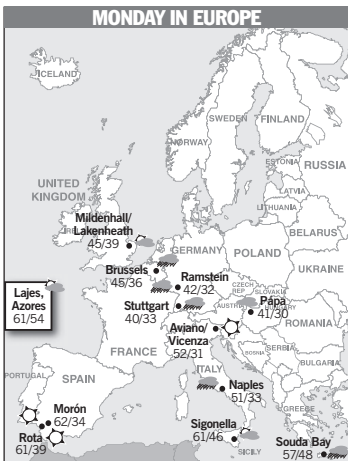 MONDAY IN EUROPE
ICELAND
SWEDEN
FINLAND
NORWAY
ESTONIA
RUSSIA
LATVIA
LITHUANIA
UNITED
KINGDOM
BELARUS
Mildenhall/
Lakenheath
45/39
GERMANY
POLAND
Brussels
45/36
Ramstein
42/32
UKRAINE
CZECH
REP.
SLOVAKIA
Lajes,
Azores
61/54
Stuttgart
40/33
AUSTRIA
Pápa
41/30
Aviano/
Vicenza
52/31
ROMANIA
FRANCE
BOSNIA
SERBIA
BULGARIA
PORTUGAL
SPAIN
ITALY
Naples
51/33
Morón
62/34
GREECE
Rota
61/39
Sigonella
61/46
SICILY
Souda Bay
57/48